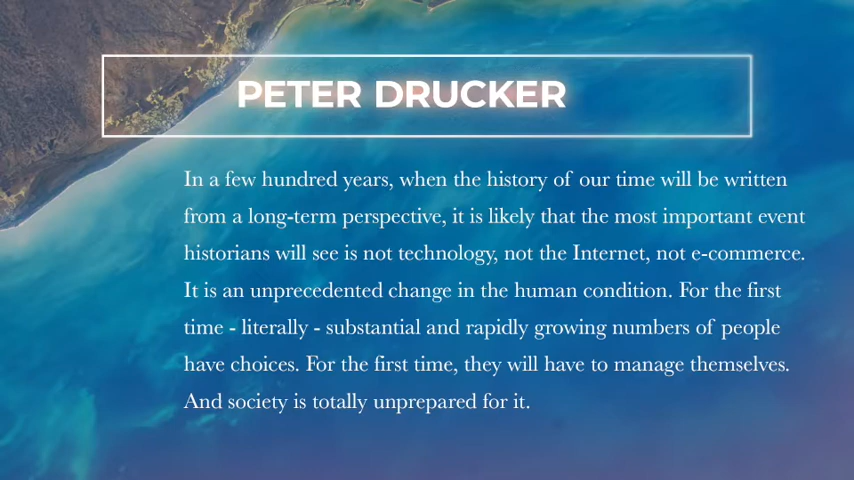 PETER DRUCKER
In a few hundred years, when the history of our time will be written
from a long-term perspective, it is likely that the most important event
historians will see is not technology, not the Internet, not e-commerce.
It is an unprecedented change in the human condition. For the first
time - literally - substantial and rapidly growing numbers of people
have choices. For the first time, they will have to manage themselves.
And society is totally unprepared for it.